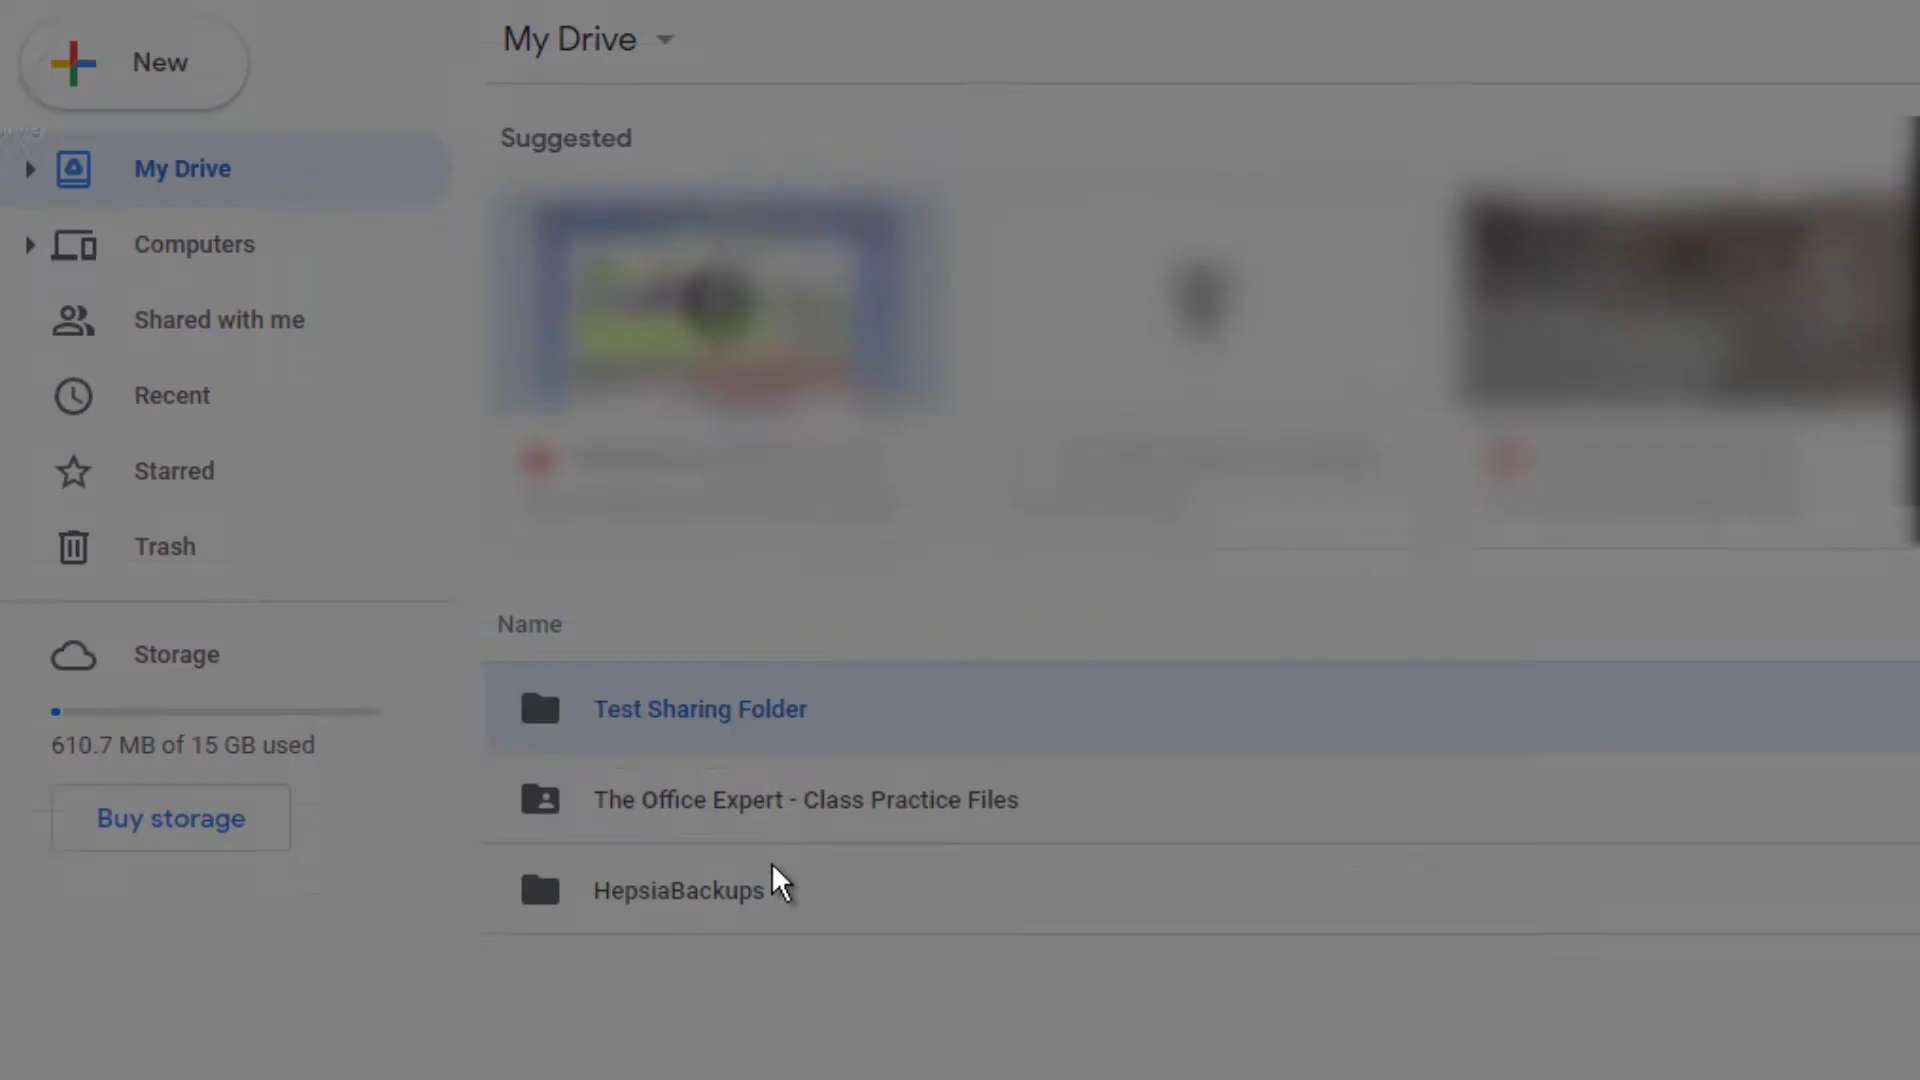 New
My Drive
Computers
Shared with me
Recent
Starred
Trash
Storage
610.7 MB of 15 GB used
Buy storage
My Drive
Suggested
Name
Test Sharing Folder
The Office Expert - Class Practice Files
HepsiaBackups